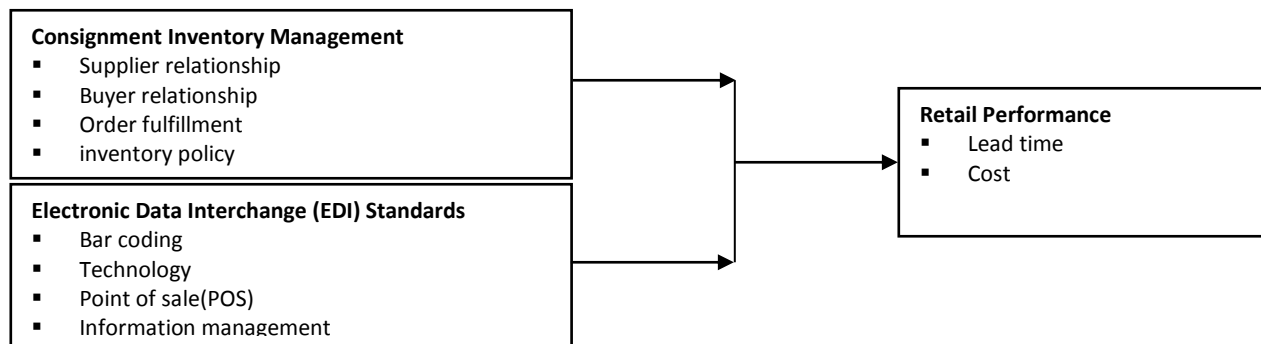 Consignment Inventory Management
▪ Supplier relationship
▪ Buyer relationship
▪ Order fulfillment
▪ inventory policy
Electronic Data Interchange (EDI) Standards
▪ Bar coding
▪ Technology
▪ Point of sale(POS)
▪ Information management
Retail Performance
▪ Lead time
▪ Cost